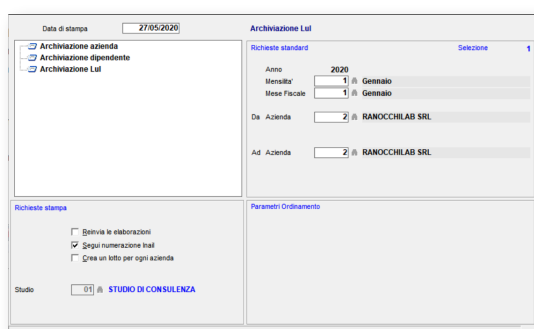 Data di stampa 27/05/2020
Archiviazione azienda
Archiviazione dipendente
Archiviazione Lul
Archiviazione Lul
Richieste standard Selezione 1
Anno 2020
Mensilita' 1 Gennaio
Mese Fiscale 1 Gennaio
Da Azienda 2 RANOCCHILAB SRL
Ad Azienda 2 RANOCCHILAB SRL
Richieste stampa
Reinvia le elaborazioni
Segui numerazione Inail
Crea un lotto per ogni azienda
Studio 01 STUDIO DI CONSULENZA
Parametri Ordinamento